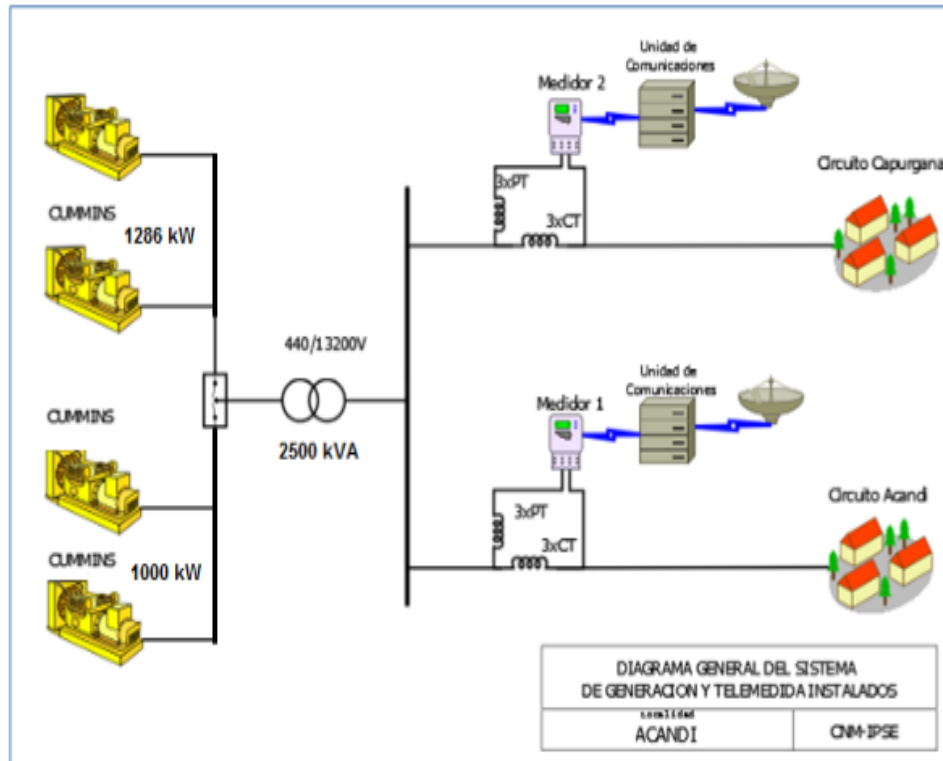 Unidad de
Comunicaciones
Medidor 2
Circuito Capurgana
3xPT
3xCT
CUMMINS
1286 kW
440/13200V
2500 kVA
CUMMINS
CUMMINS
1000 kW
Unidad de
Comunicaciones
Medidor 1
Circuito Acandi
3xPT
3xCT
DIAGRAMA GENERAL DEL SISTEMA
DE GENERACION Y TELEMEDIDA INSTALADOS
Localidad
ACANDI
CNM-IPSE